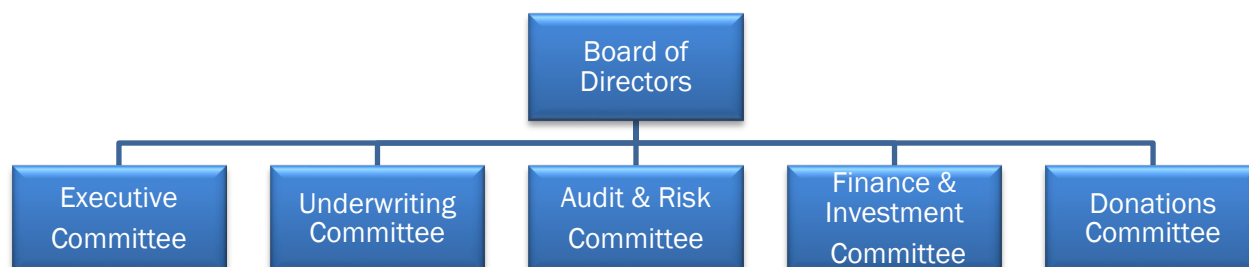 Board of
Directors
Executive
Committee
Underwriting
Committee
Audit & Risk
Committee
Finance &
Investment
Committee
Donations
Committee